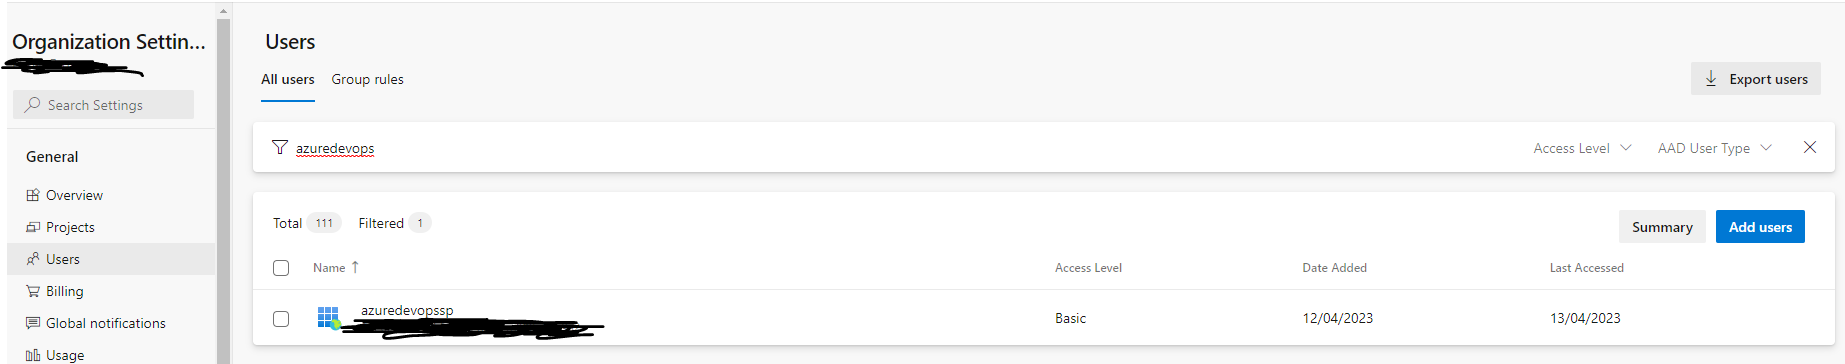 Organization Settin...
Search Settings
General
Overview
Projects
Users
Billing
Global notifications
Usage
Users
All users
Group rules
Export users
azuredevops
Access Level
AAD User Type
Total 111
Filtered 1
Summary
Add users
Name ↑
Access Level
Date Added
Last Accessed
azuredevopssp
Basic
12/04/2023
13/04/2023